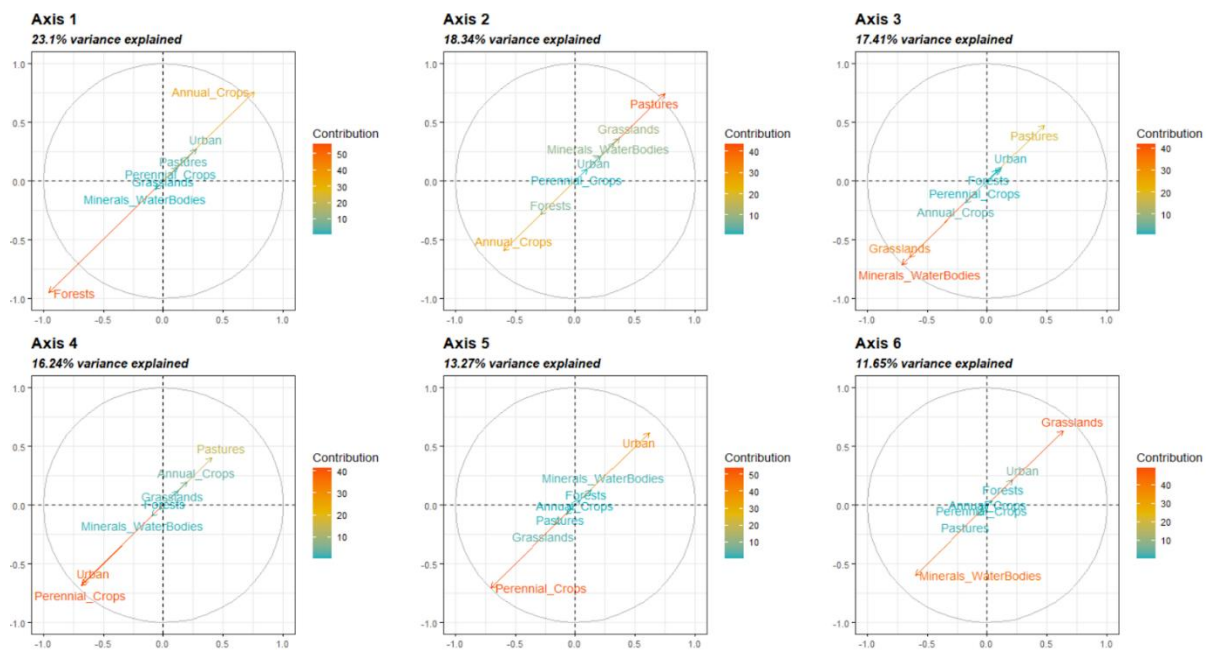 Axis 1
23.1% variance explained
1.0
0.5
0.0
-0.5
-1.0
Annual_Crops
Urban
Pastures
Perennial_Crops
Grasslands
Minerals_WaterBodies
Forests
-1.0 -0.5 0.0 0.5 1.0
Contribution
50
40
30
20
10
Axis 2
18.34% variance explained
1.0
0.5
0.0
-0.5
-1.0
Pastures
Grasslands
Minerals_WaterBodies
Urban
Perennial_Crops
Forests
Annual_Crops
-1.0 -0.5 0.0 0.5 1.0
Contribution
40
30
20
10
Axis 3
17.41% variance explained
1.0
0.5
0.0
-0.5
-1.0
Pastures
Urban
Forests
Perennial_Crops
Annual_Crops
Grasslands
Minerals_WaterBodies
-1.0 -0.5 0.0 0.5 1.0
Contribution
40
30
20
10
Axis 4
16.24% variance explained
1.0
0.5
0.0
-0.5
-1.0
Pastures
Annual_Crops
Grasslands
Forests
Minerals_WaterBodies
Urban
Perennial_Crops
-1.0 -0.5 0.0 0.5 1.0
Contribution
40
30
20
10
Axis 5
13.27% variance explained
1.0
0.5
0.0
-0.5
-1.0
Urban
Minerals_WaterBodies
Forests
Annual_Crops
Pastures
Grasslands
Perennial_Crops
-1.0 -0.5 0.0 0.5 1.0
Contribution
50
40
30
20
10
Axis 6
11.65% variance explained
1.0
0.5
0.0
-0.5
-1.0
Grasslands
Urban
Forests
Annual_Crops
Perennial_Crops
Pastures
Minerals_WaterBodies
-1.0 -0.5 0.0 0.5 1.0
Contribution
40
30
20
10